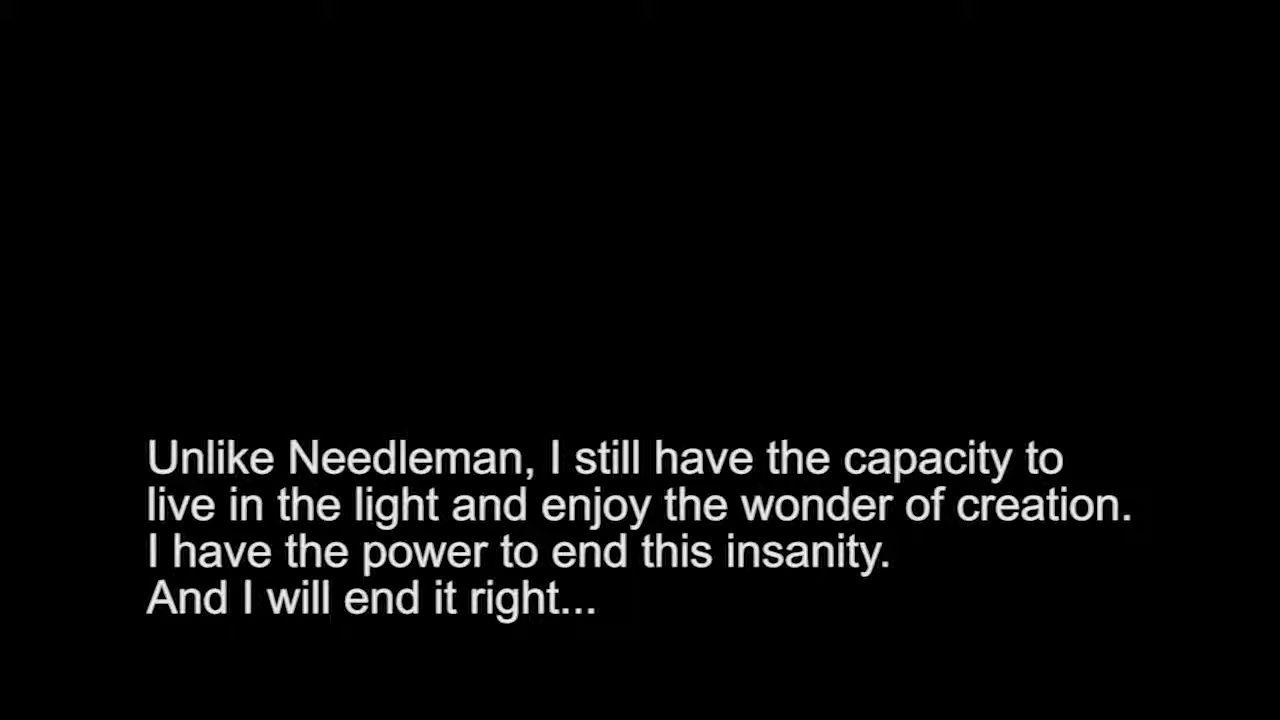 Unlike Needleman, I still have the capacity to
live in the light and enjoy the wonder of creation.
I have the power to end this insanity.
And I will end it right...